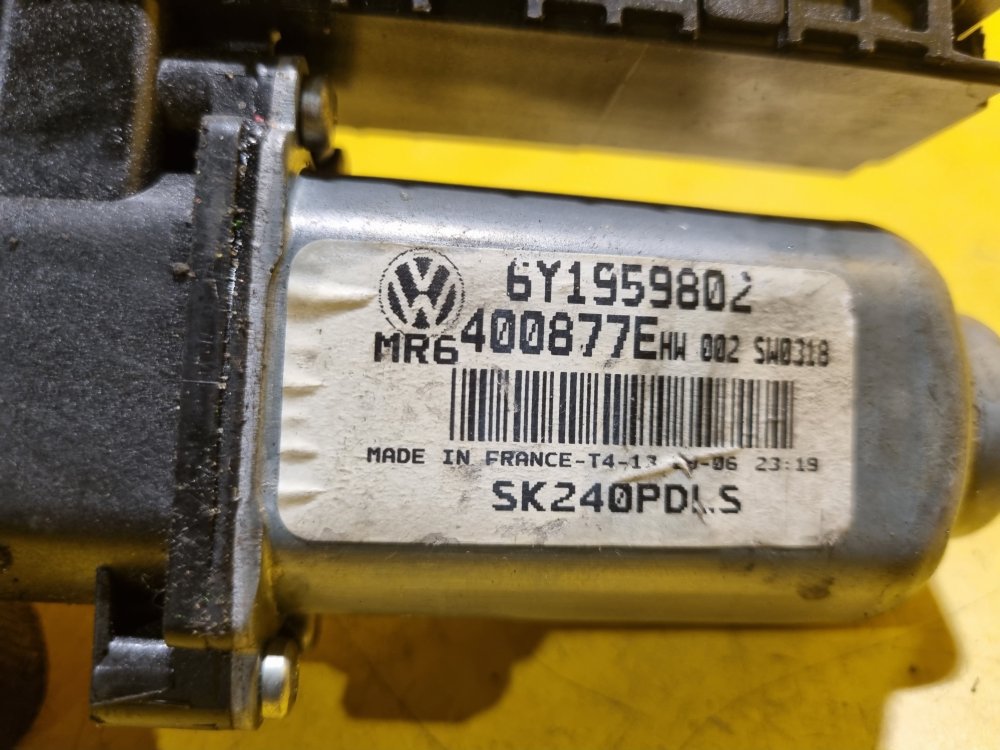 6Y1959802
MR6 400877E HW 002 SW0318
MADE IN FRANCE-T4-13 23:19
SK240PDLS